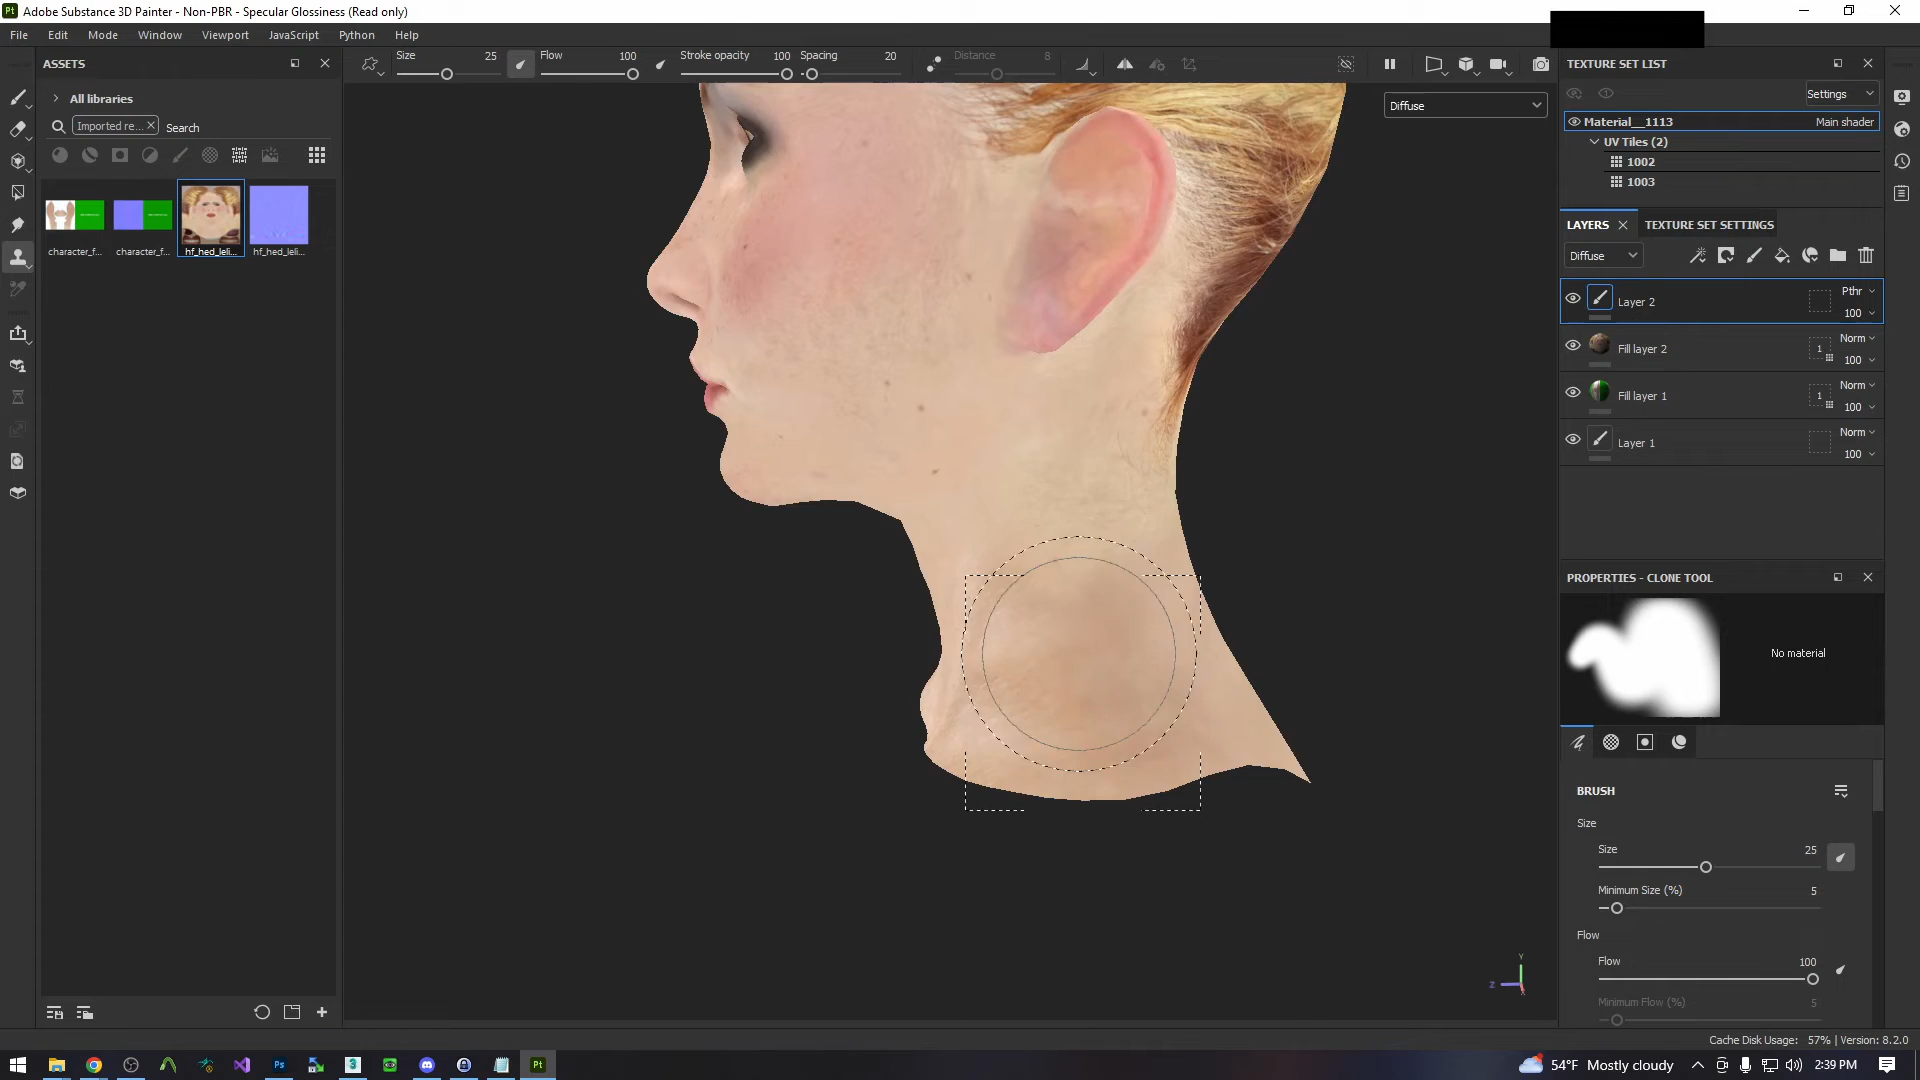 Adobe Substance 3D Painter - Non-PBR - Specular Glossiness (Read only)
File Edit Mode Window Viewport JavaScript Python Help
ASSETS
All libraries
Imported re...
Search
character_f...
character_f...
hf_hed_leli...
hf_hed_leli...
Size 25
Flow 100
Stroke opacity 100
Spacing 20
Distance 8
Diffuse
TEXTURE SET LIST
Settings
Material__1113 Main shader
UV Tiles (2)
1002
1003
LAYERS TEXTURE SET SETTINGS
Diffuse
Layer 2 Pthr 100
Fill layer 2 1 Norm 100
Fill layer 1 1 Norm 100
Layer 1 Norm 100
PROPERTIES - CLONE TOOL
No material
BRUSH
Size
Size 25
Minimum Size (%) 5
Flow
Flow 100
Minimum Flow (%) 5
Y
Z
Cache Disk Usage: 57% | Version: 8.2.0
54°F Mostly cloudy
2:39 PM